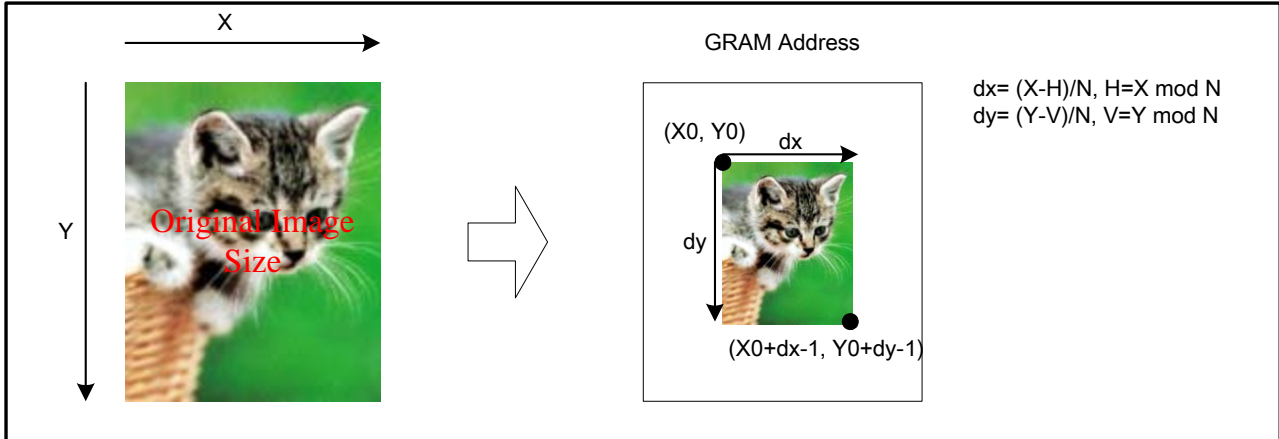 X
Y
Original Image
Size
GRAM Address
(X0, Y0)
dx
dy
(X0+dx-1, Y0+dy-1)
dx= (X-H)/N, H=X mod N
dy= (Y-V)/N, V=Y mod N